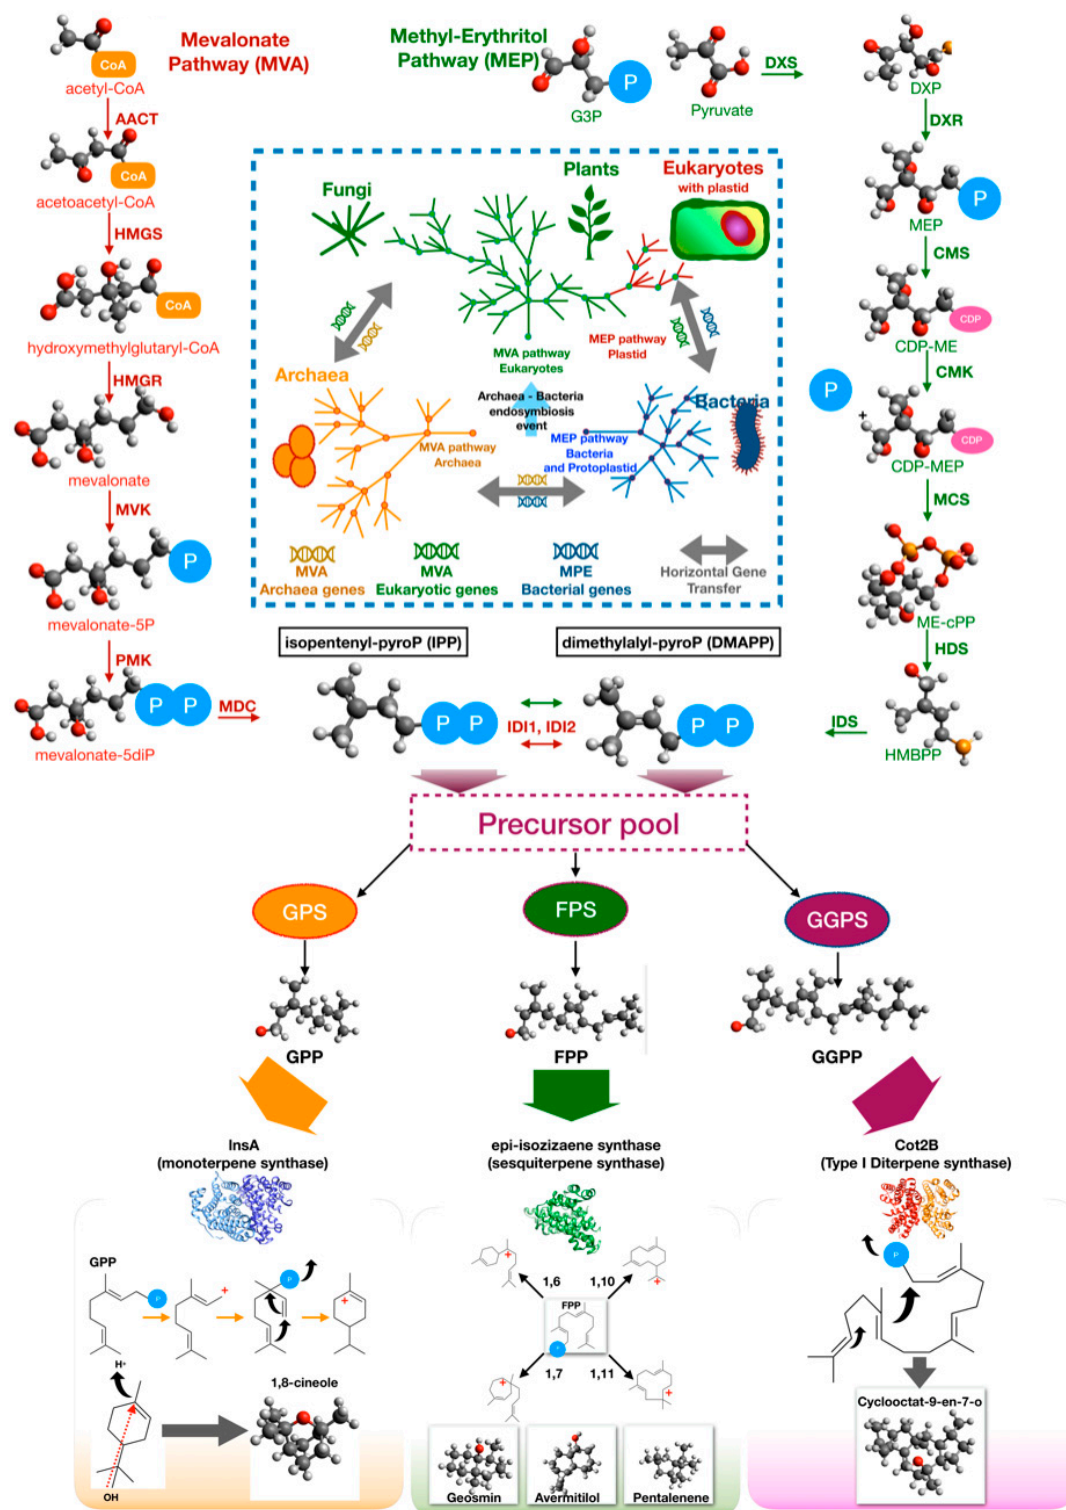 Mevalonate
Pathway (MVA)
CoA
acetyl-CoA
AACT
CoA
acetoacetyl-CoA
HMGS
CoA
hydroxymethylglutaryl-CoA
HMGR
mevalonate
MVK
P
mevalonate-5P
PMK
P P
mevalonate-5diP
MDC
Methyl-Erythritol
Pathway (MEP)
P
G3P
Pyruvate
DXS
DXP
DXR
P
MEP
CMS
CDP
CDP-ME
CMK
P
+
CDP
CDP-MEP
MCS
ME-cPP
HDS
HMBPP
IDS
Fungi
Plants
Eukaryotes
with plastid
MVA pathway
Eukaryotes
MEP pathway
Plastid
Archaea
Archaea - Bacteria
endosymbiosis
event
Bacteria
MVA pathway
Archaea
MEP pathway
Bacteria
and Protoplastid
MVA
Archaea genes
MVA
Eukaryotic genes
MPE
Bacterial genes
Horizontal Gene
Transfer
isopentenyl-pyroP (IPP)
dimethylalyl-pyroP (DMAPP)
P P
IDI1, IDI2
P P
Precursor pool
GPS
FPS
GGPS
GPP
FPP
GGPP
InsA
(monoterpene synthase)
epi-isozizaene synthase
(sesquiterpene synthase)
Cot2B
(Type I Diterpene synthase)
GPP
P
+
P
+
H+
OH
1,8-cineole
+
1,6
1,10
+
FPP
P
1,7
1,11
+
+
Geosmin
Avermitilol
Pentalenene
P
Cyclooctat-9-en-7-o